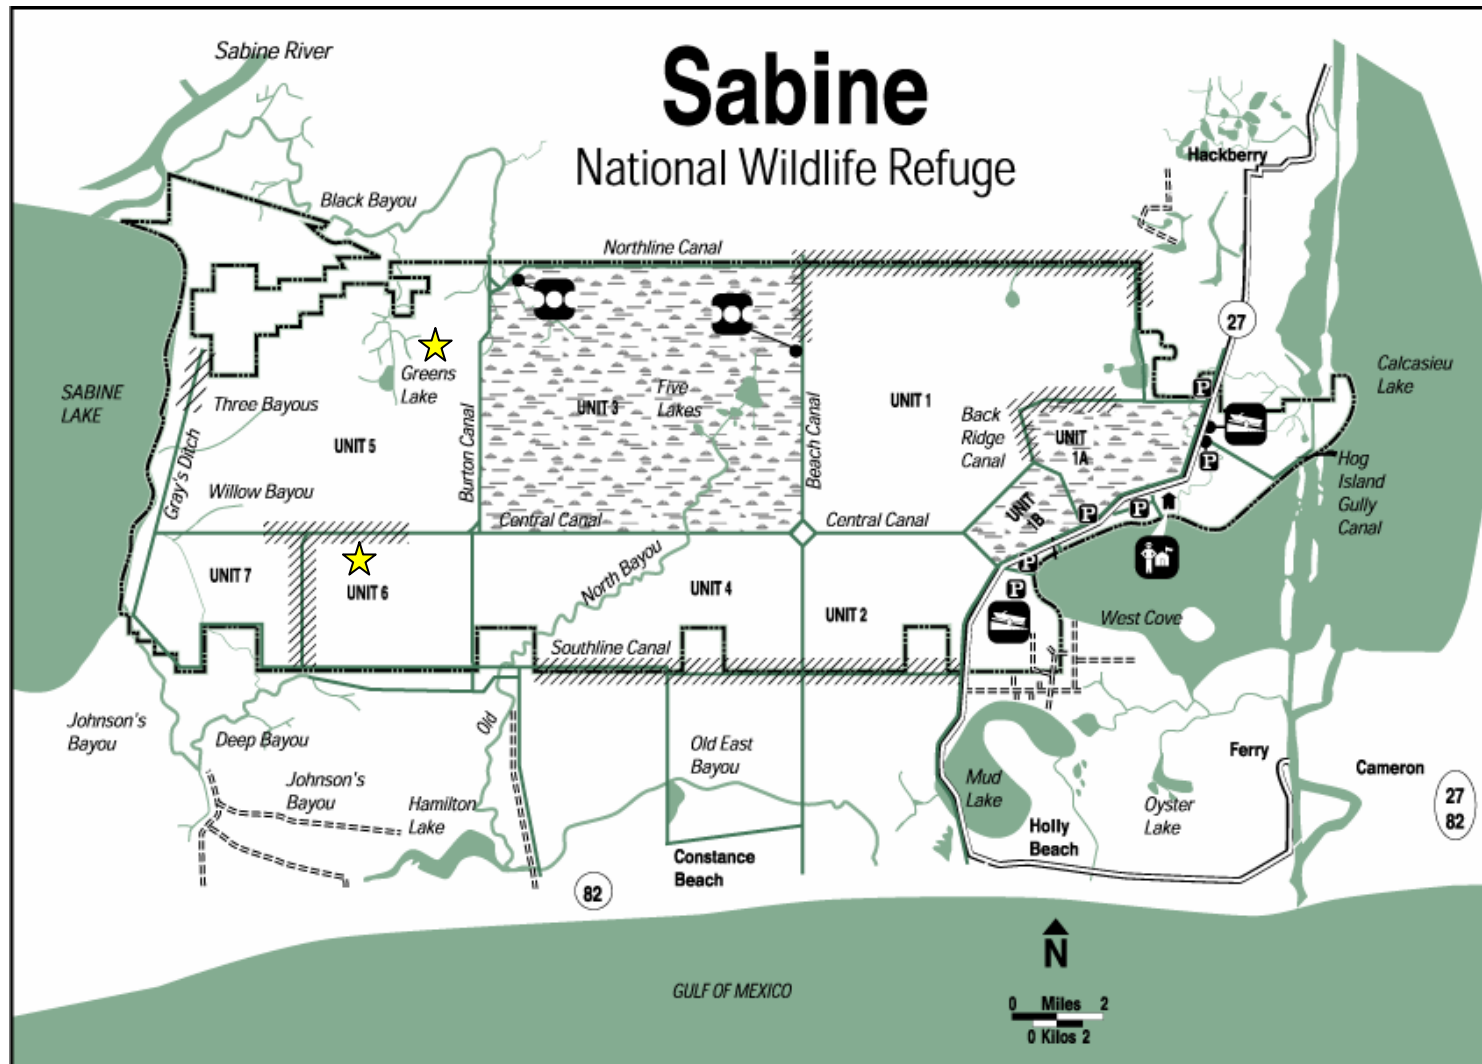 Sabine
National Wildlife Refuge
Sabine River
Hackberry
Black Bayou
Northline Canal
27
SABINE
LAKE
Greens
Lake
Three Bayous
UNIT 5
Gray's Ditch
Willow Bayou
Burton Canal
UNIT 3
Five
Lakes
Beach Canal
UNIT 1
Back
Ridge
Canal
UNIT
1A
UNIT
1B
P
P
P
P
P
P
Calcasieu
Lake
Hog
Island
Gully
Canal
Central Canal
Central Canal
UNIT 7
UNIT 6
North Bayou
UNIT 4
UNIT 2
Southline Canal
West Cove
Johnson's
Bayou
Deep Bayou
Johnson's
Bayou
Old
Hamilton
Lake
Old East
Bayou
Mud
Lake
Oyster
Lake
Ferry
Cameron
27
82
Holly
Beach
Constance
Beach
82
N
GULF OF MEXICO
0 Miles 2
0 Kilos 2